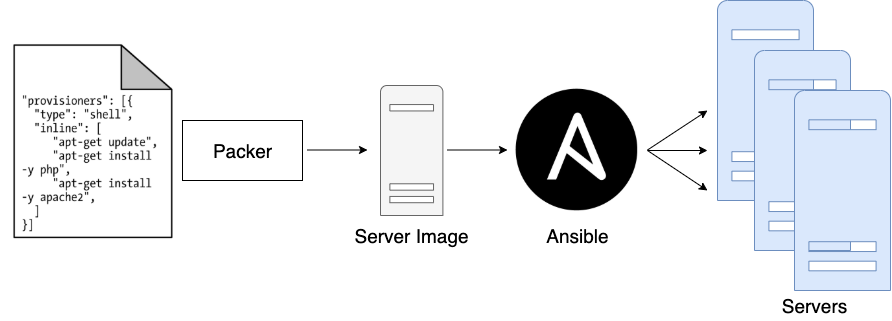 "provisioners": [{
"type": "shell",
"inline": [
"apt-get update",
"apt-get install
-y php",
"apt-get install
-y apache2",
]
}]
Packer
Server Image
Ansible
Servers